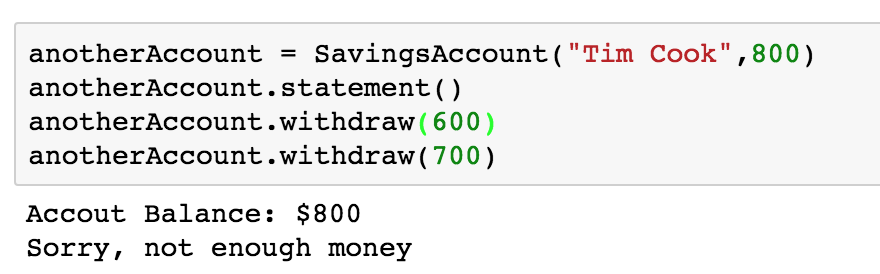 anotherAccount = SavingsAccount("Tim Cook",800)
anotherAccount.statement()
anotherAccount.withdraw(600)
anotherAccount.withdraw(700)
Accout Balance: $800
Sorry, not enough money